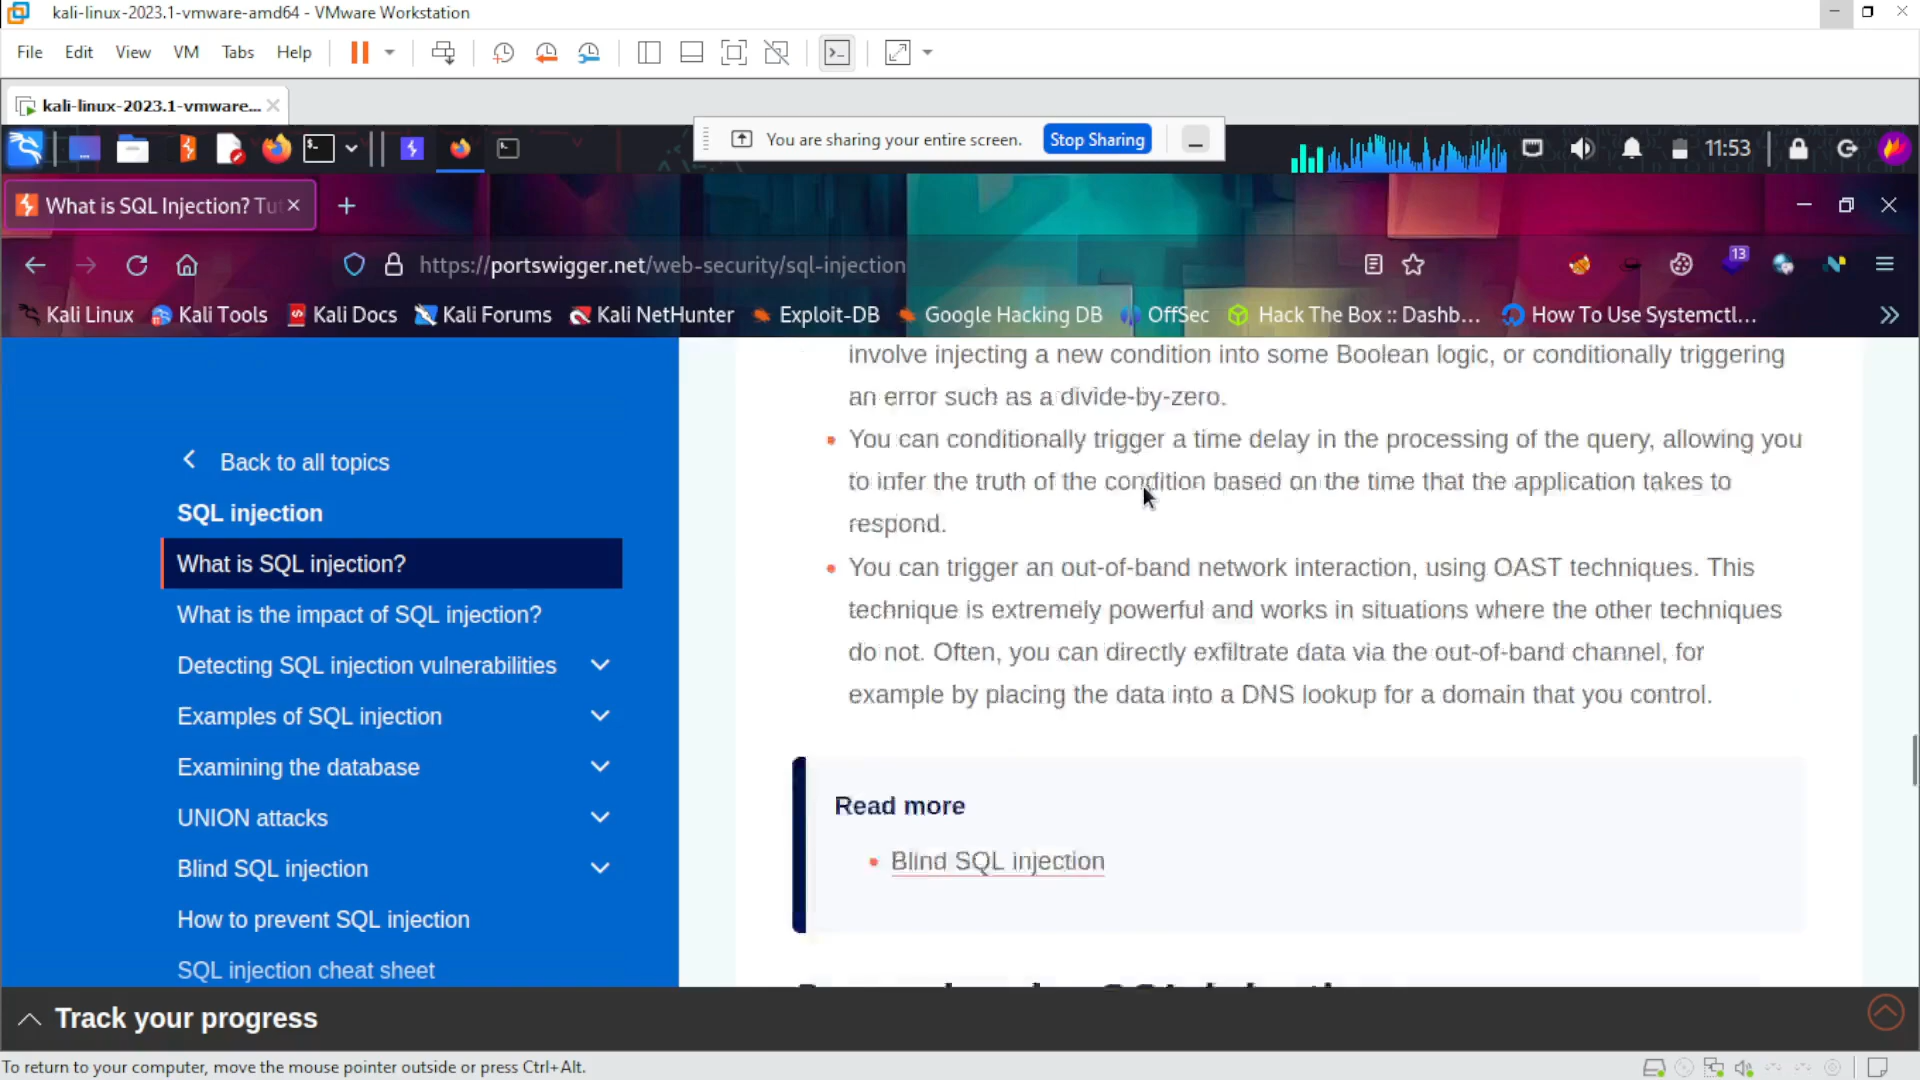 kali-linux-2023.1-vmware-amd64 - VMware Workstation
File Edit View VM Tabs Help
kali-linux-2023.1-vmware...
You are sharing your entire screen. Stop Sharing
11:53
What is SQL Injection? Tu
https://portswigger.net/web-security/sql-injection
13
Kali Linux Kali Tools Kali Docs Kali Forums Kali NetHunter Exploit-DB Google Hacking DB OffSec Hack The Box :: Dashb... How To Use Systemctl...
Back to all topics
SQL injection
What is SQL injection?
What is the impact of SQL injection?
Detecting SQL injection vulnerabilities
Examples of SQL injection
Examining the database
UNION attacks
Blind SQL injection
How to prevent SQL injection
SQL injection cheat sheet
involve injecting a new condition into some Boolean logic, or conditionally triggering
an error such as a divide-by-zero.
You can conditionally trigger a time delay in the processing of the query, allowing you
to infer the truth of the condition based on the time that the application takes to
respond.
You can trigger an out-of-band network interaction, using OAST techniques. This
technique is extremely powerful and works in situations where the other techniques
do not. Often, you can directly exfiltrate data via the out-of-band channel, for
example by placing the data into a DNS lookup for a domain that you control.
Read more
Blind SQL injection
Track your progress
To return to your computer, move the mouse pointer outside or press Ctrl+Alt.